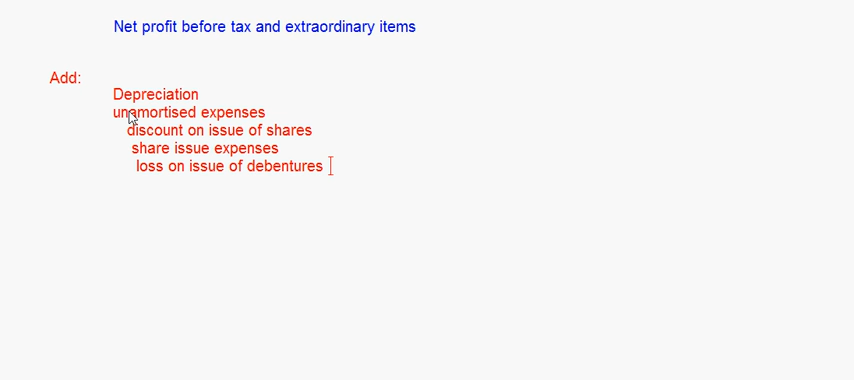 Net profit before tax and extraordinary items
Add:
Depreciation
unamortised expenses
discount on issue of shares
share issue expenses
loss on issue of debentures